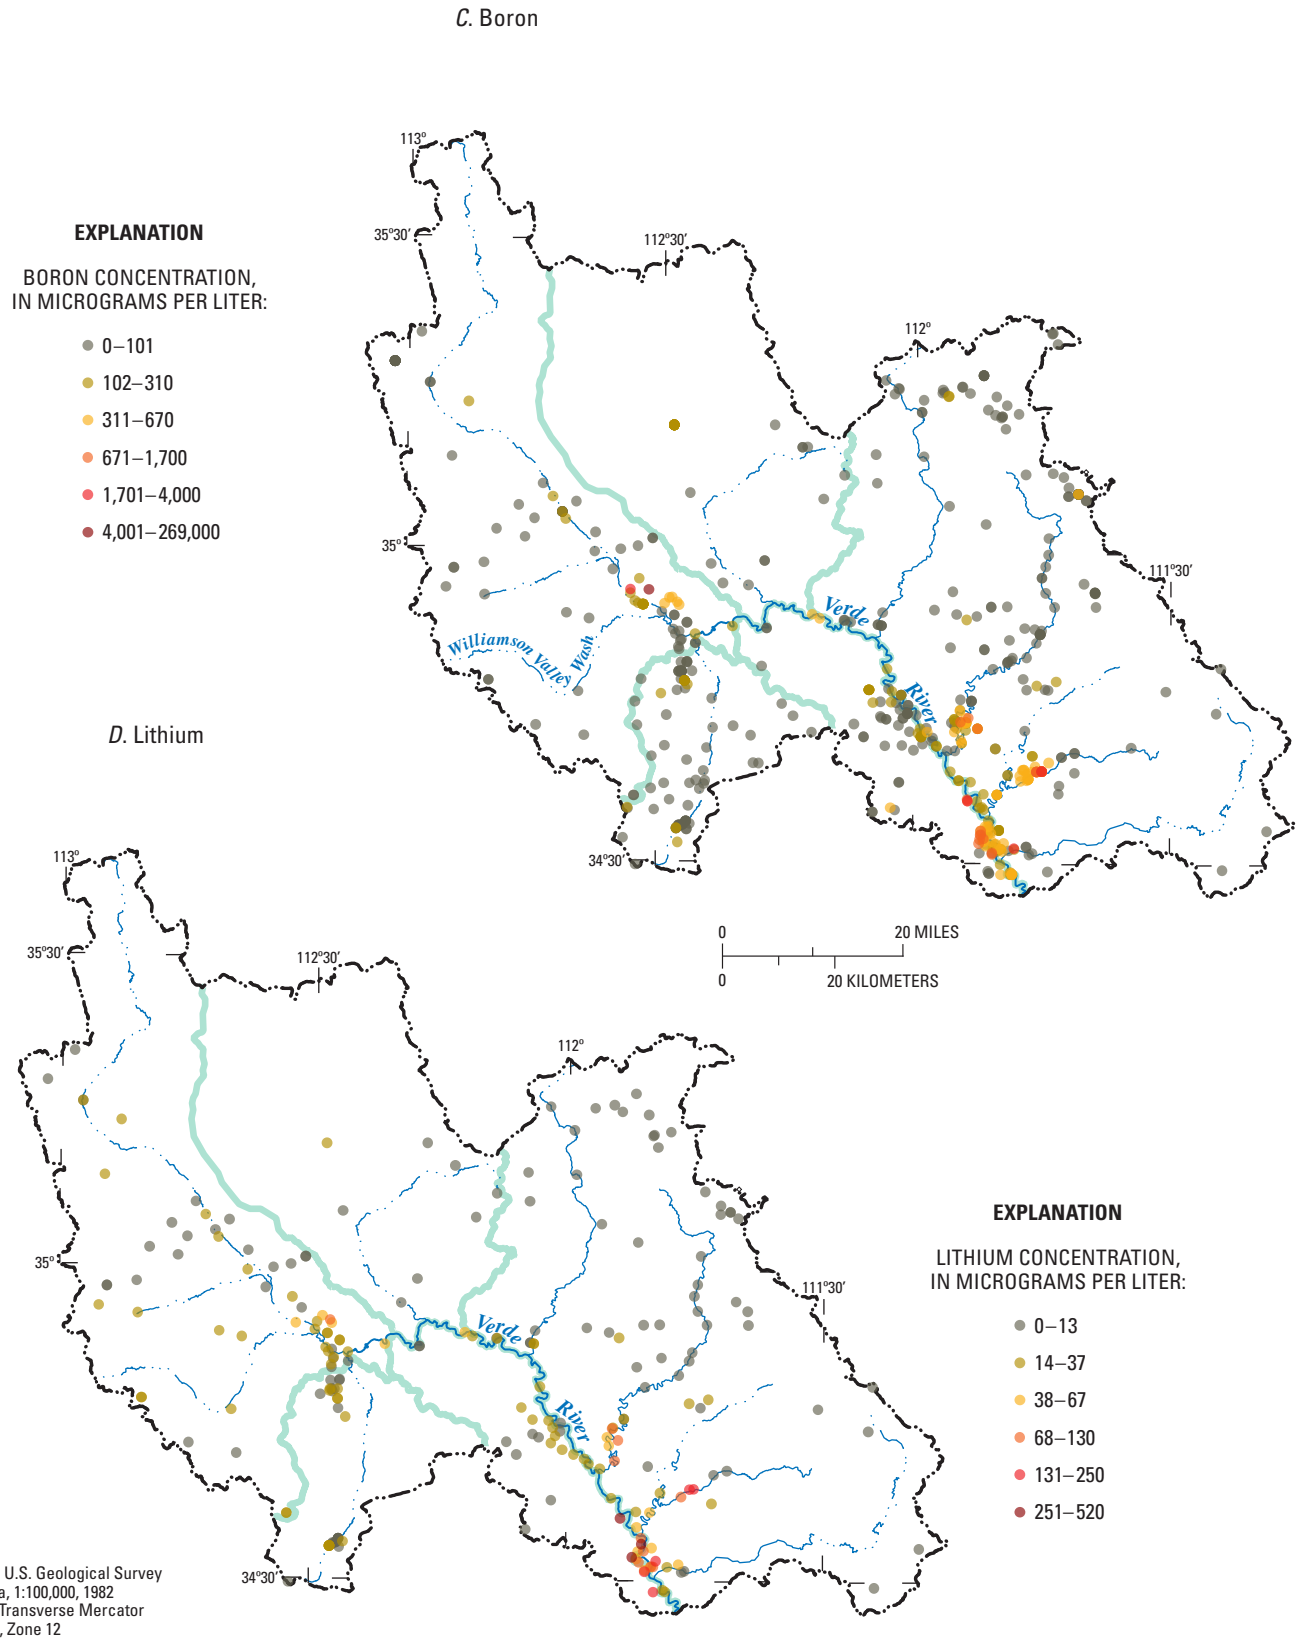 C. Boron
113°
35°30′
112°30′
112°
EXPLANATION
BORON CONCENTRATION,
IN MICROGRAMS PER LITER:
0–101
102–310
311–670
671–1,700
1,701–4,000
4,001–269,000
35°
111°30′
Verde
River
Williamson Valley Wash
34°30′
0 20 MILES
0 20 KILOMETERS
D. Lithium
113°
35°30′
112°30′
112°
35°
111°30′
Verde
River
34°30′
EXPLANATION
LITHIUM CONCENTRATION,
IN MICROGRAMS PER LITER:
0–13
14–37
38–67
68–130
131–250
251–520
U.S. Geological Survey
a, 1:100,000, 1982
Transverse Mercator
, Zone 12